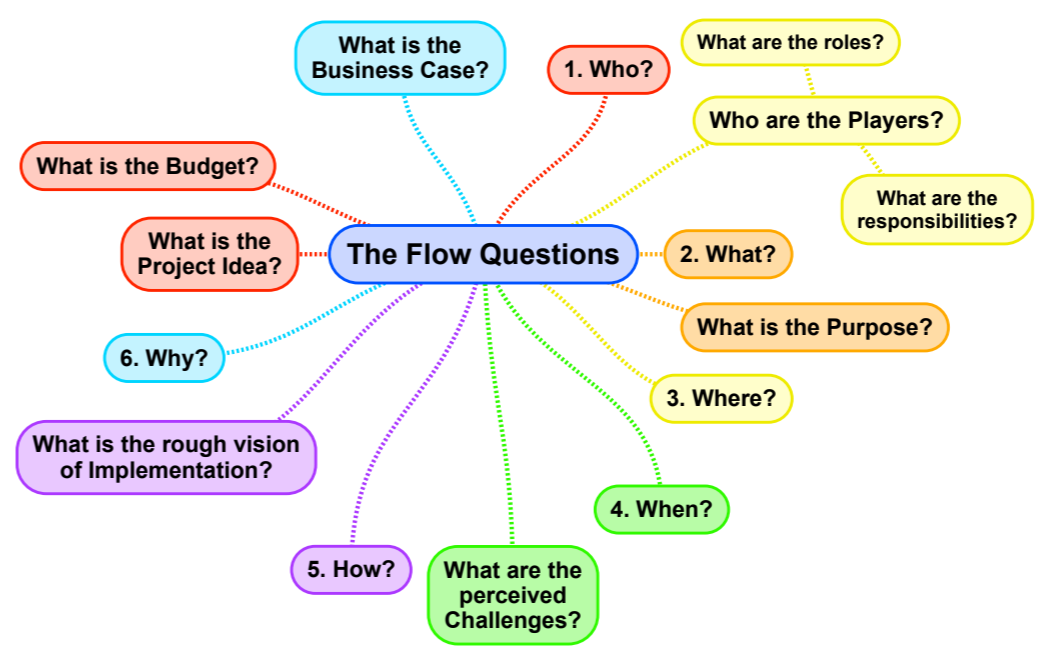 What is the
Business Case?
1. Who?
What are the roles?
Who are the Players?
What are the
responsibilities?
What is the Budget?
What is the
Project Idea?
The Flow Questions
2. What?
What is the Purpose?
6. Why?
3. Where?
What is the rough vision
of Implementation?
4. When?
5. How?
What are the
perceived
Challenges?